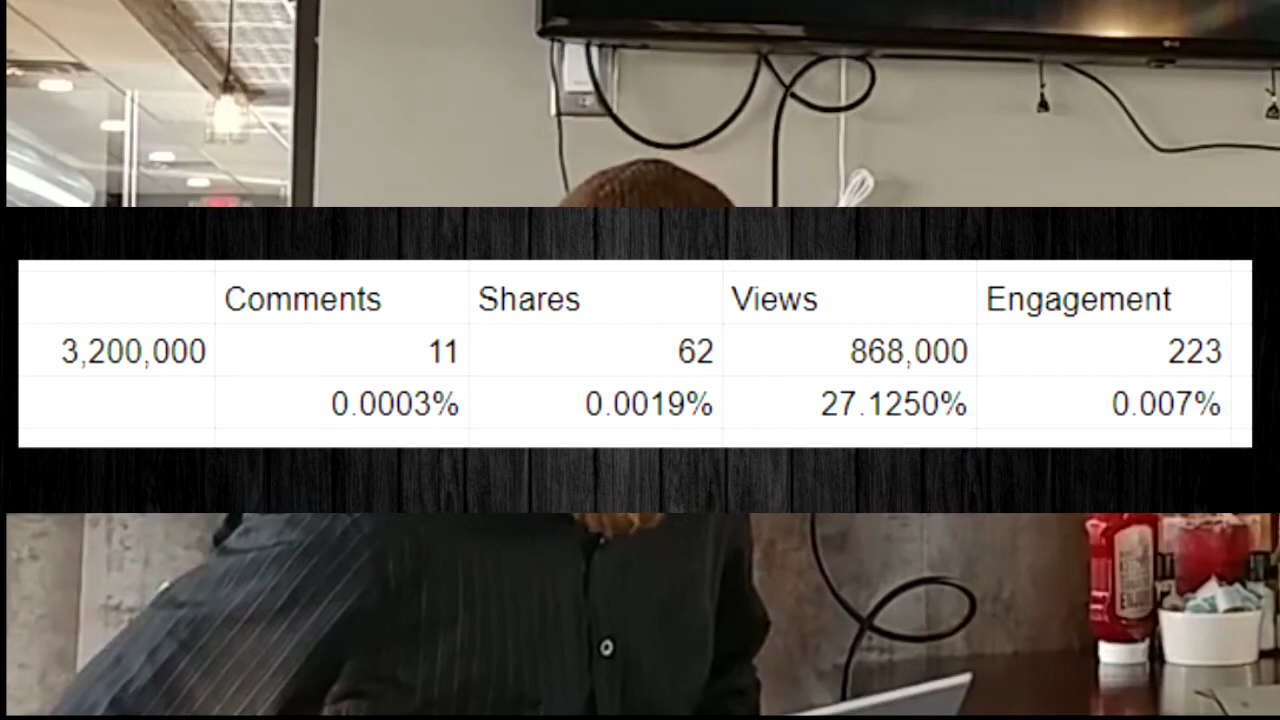 Comments Shares Views Engagement
3,200,000 11 62 868,000 223
0.0003% 0.0019% 27.1250% 0.007%